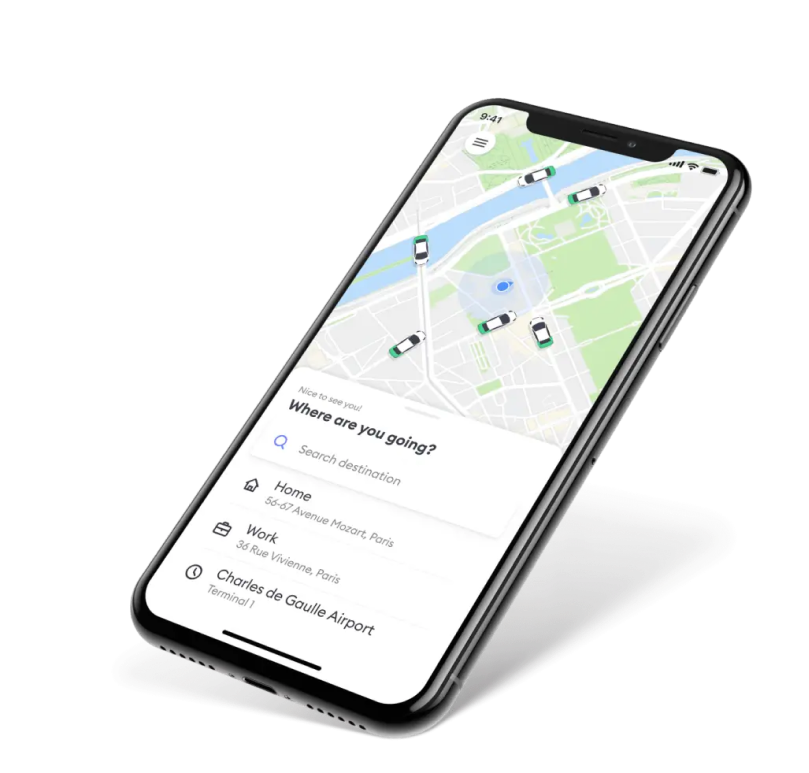 9:41
Nice to see you!
Where are you going?
Search destination
Home
56-67 Avenue Mozart, Paris
Work
36 Rue Vivienne, Paris
Charles de Gaulle Airport
Terminal 1